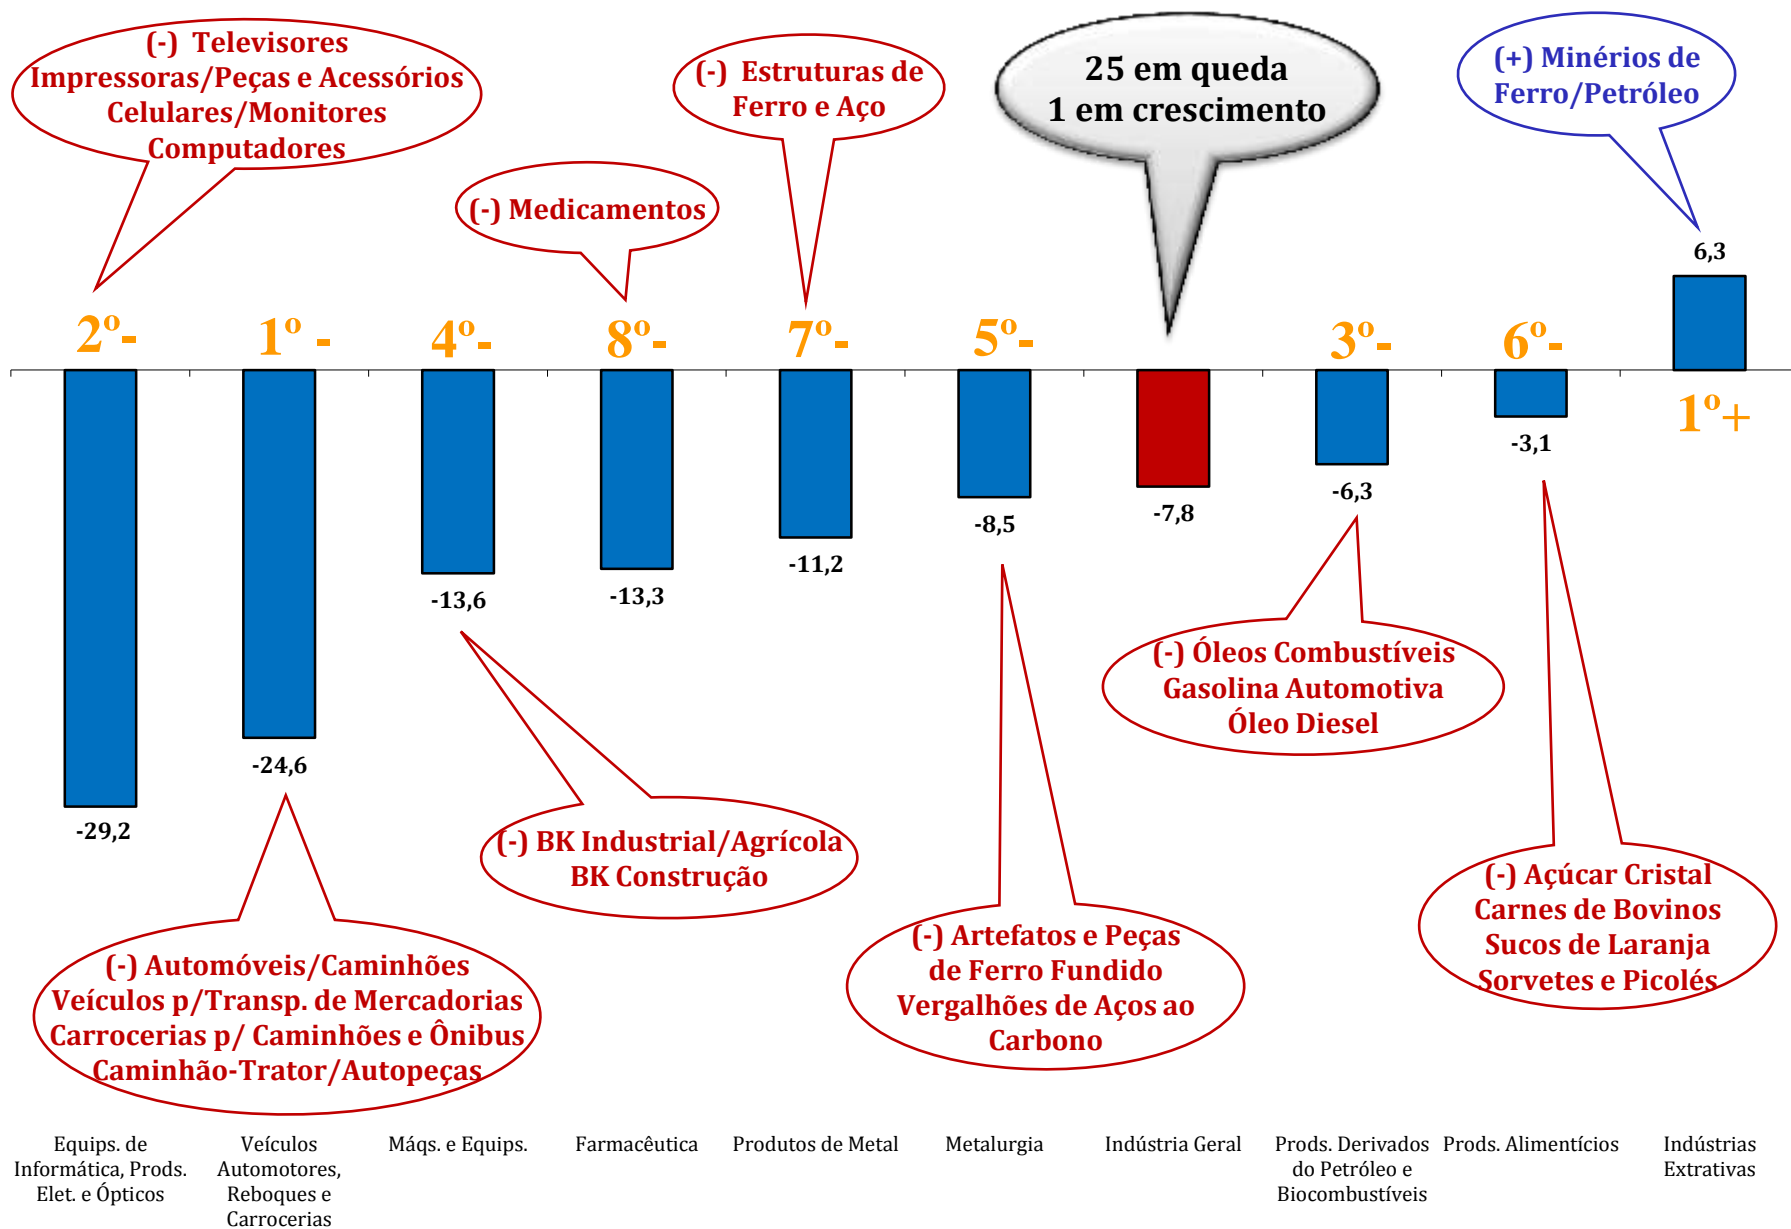 (-) Televisores
Impressoras/Peças e Acessórios
Celulares/Monitores
Computadores
(-) Medicamentos
(-) Estruturas de
Ferro e Aço
25 em queda
1 em crescimento
(+) Minérios de
Ferro/Petróleo
6,3
2º-
1º -
4º-
8º-
7º-
5º-
3º-
6º-
1º+
-29,2
-24,6
-13,6
-13,3
-11,2
-8,5
-7,8
-6,3
-3,1
(-) Automóveis/Caminhões
Veículos p/Transp. de Mercadorias
Carrocerias p/ Caminhões e Ônibus
Caminhão-Trator/Autopeças
(-) BK Industrial/Agrícola
BK Construção
(-) Artefatos e Peças
de Ferro Fundido
Vergalhões de Aços ao
Carbono
(-) Óleos Combustíveis
Gasolina Automotiva
Óleo Diesel
(-) Açúcar Cristal
Carnes de Bovinos
Sucos de Laranja
Sorvetes e Picolés
Equips. de
Informática, Prods.
Elet. e Ópticos
Veículos
Automotores,
Reboques e
Carrocerias
Máqs. e Equips.
Farmacêutica
Produtos de Metal
Metalurgia
Indústria Geral
Prods. Derivados
do Petróleo e
Biocombustíveis
Prods. Alimentícios
Indústrias
Extrativas